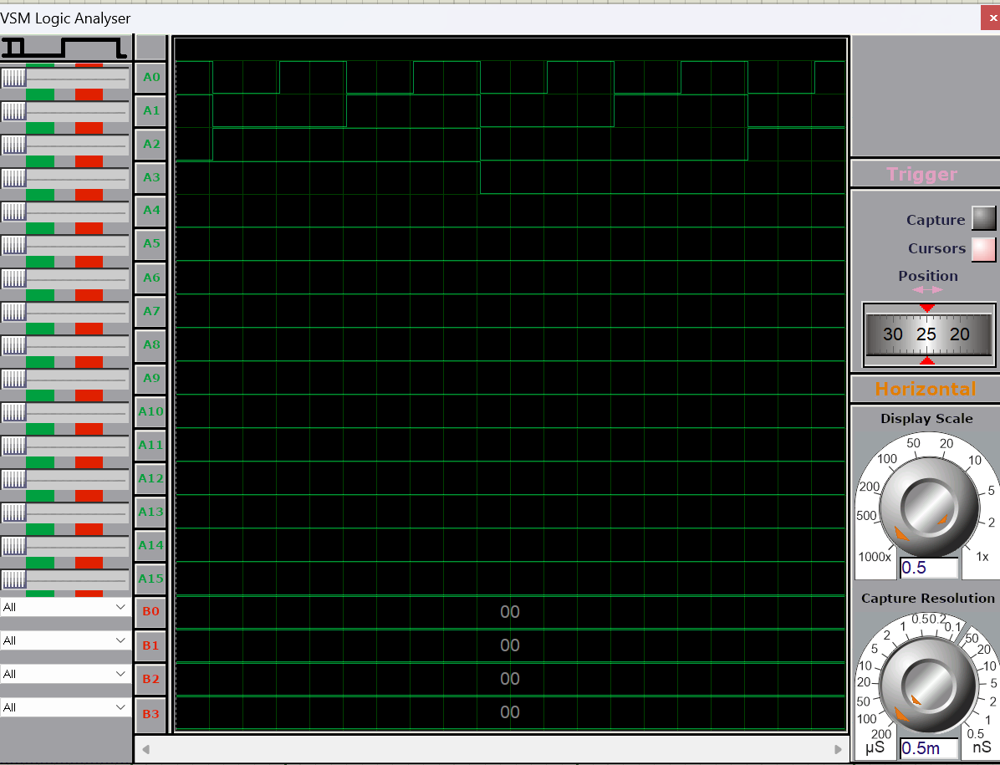 VSM Logic Analyser
A0
A1
A2
A3
A4
A5
A6
A7
A8
A9
A10
A11
A12
A13
A14
A15
All
B0
00
All
B1
00
All
B2
00
All
B3
00
Trigger
Capture
Cursors
Position
30 25 20
Horizontal
Display Scale
1000x 500 200 100 50 20 10 5 2 1x
0.5
Capture Resolution
200 100 50 20 10 5 2 1 0.5 0.2 0.1 50 20 10 5 2 1 0.5
µS
0.5m
nS